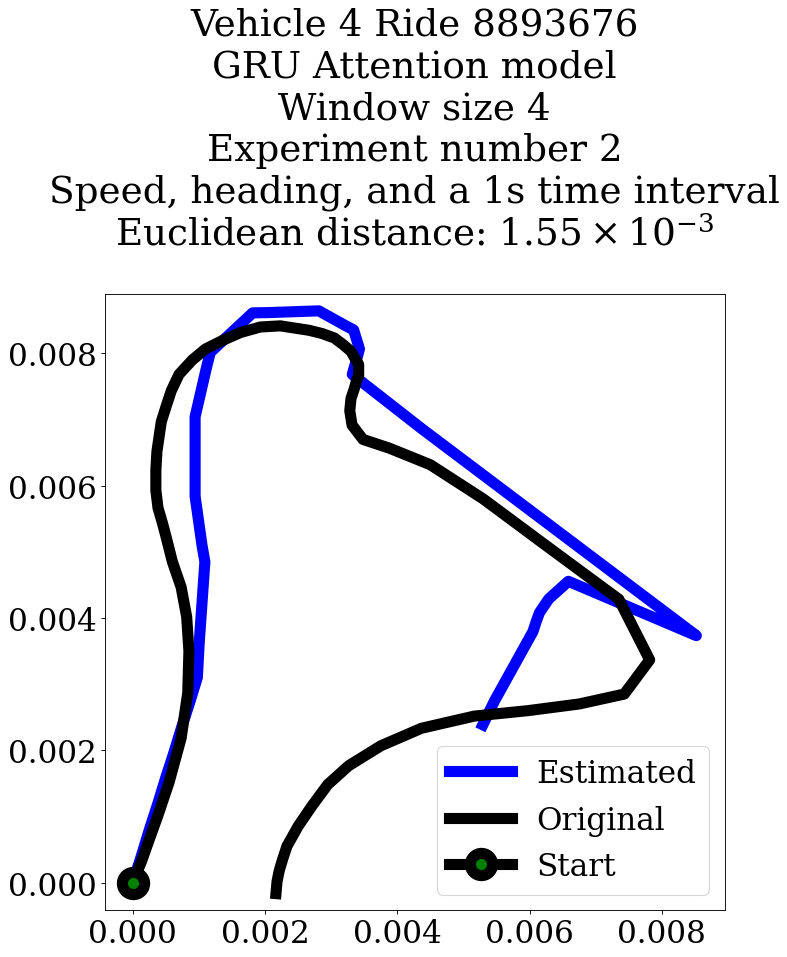 Vehicle 4 Ride 8893676
GRU Attention model
Window size 4
Experiment number 2
Speed, heading, and a 1s time interval
Euclidean distance: 1.55 × 10⁻³
0.008
0.006
0.004
0.002
0.000
Estimated
Original
Start
0.000 0.002 0.004 0.006 0.008